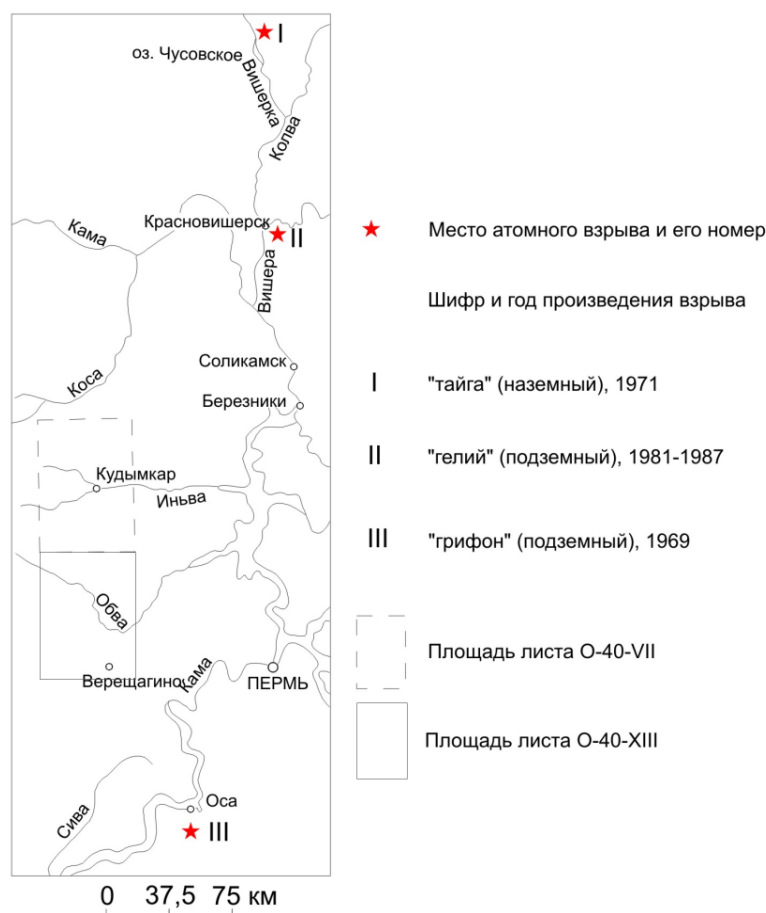 I
оз. Чусовское
Вишерка
Колва
Красновишерск
II
Кама
Вишера
Соликамск
Коса
Березники
Кудымкар
Иньва
Обва
Верещагино
Кама
ПЕРМЬ
Оса
Сива
III
0 37,5 75 км
Место атомного взрыва и его номер
Шифр и год произведения взрыва
I "тайга" (наземный), 1971
II "гелий" (подземный), 1981-1987
III "грифон" (подземный), 1969
Площадь листа О-40-VII
Площадь листа О-40-XIII